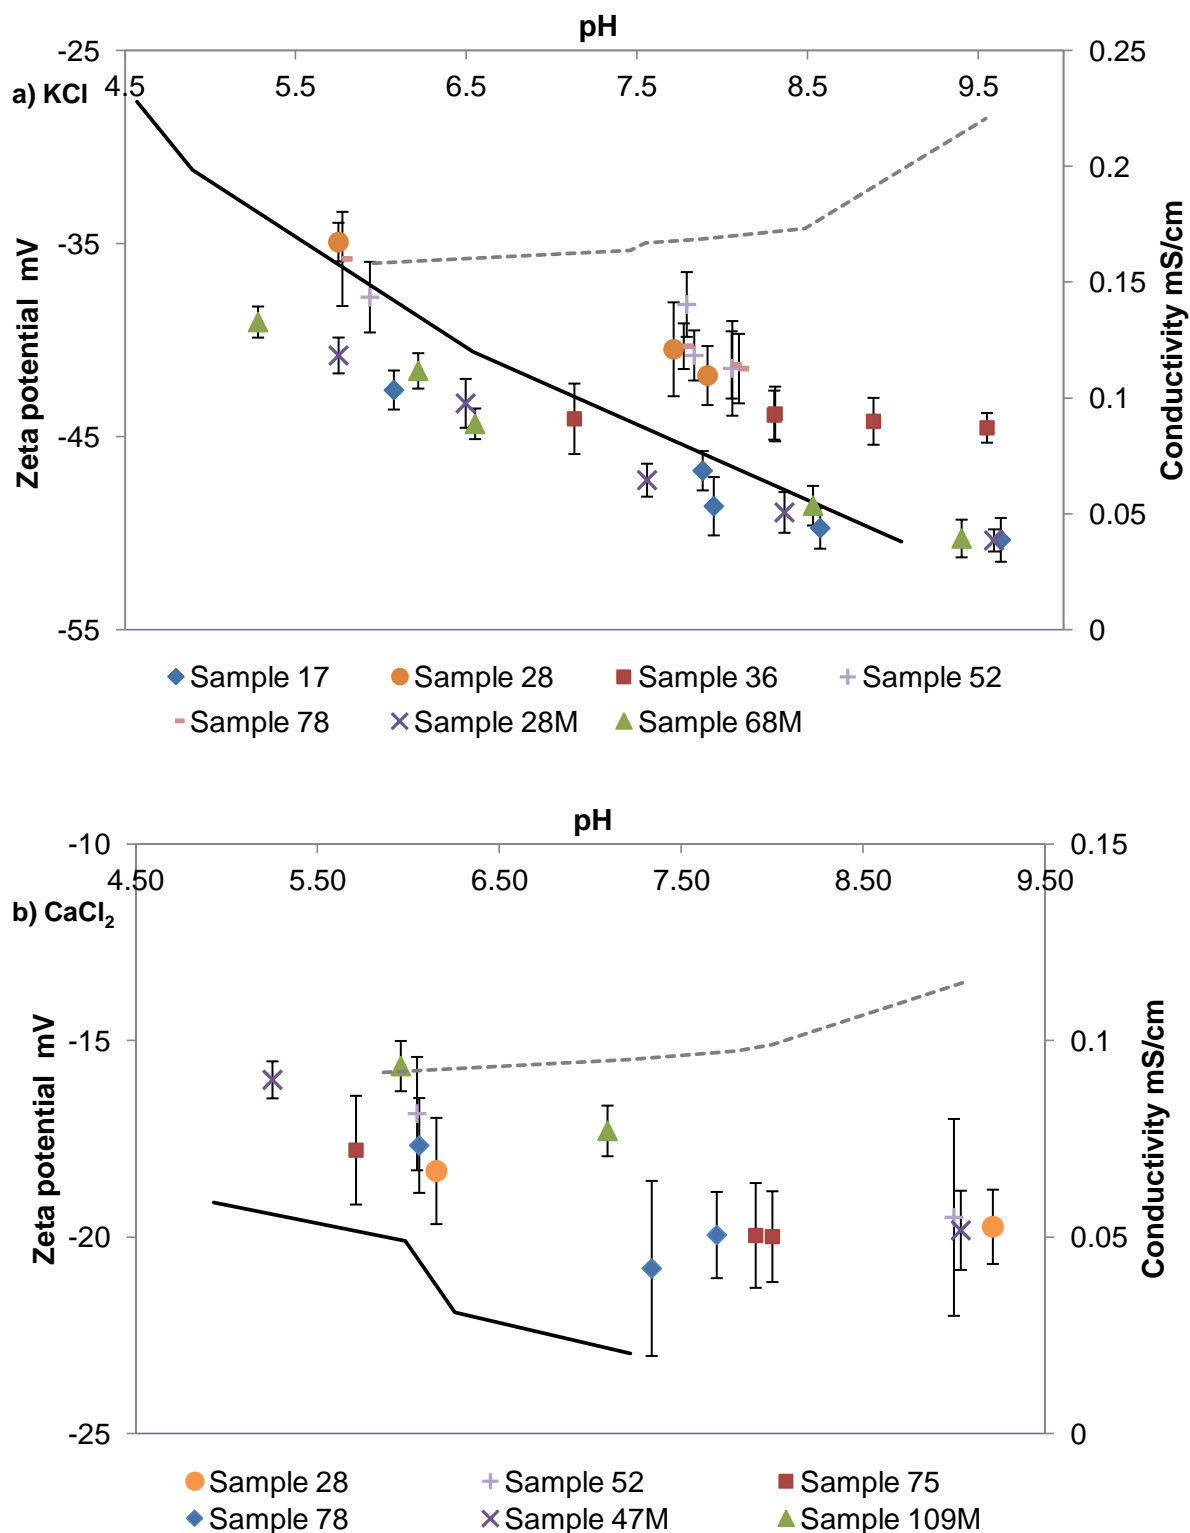 pH
-25
0.25
4.5 5.5 6.5 7.5 8.5 9.5
a) KCl
0.2
-35
0.15
Zeta potential mV
Conductivity mS/cm
0.1
-45
0.05
-55
0
Sample 17 Sample 28 Sample 36 Sample 52
Sample 78 Sample 28M Sample 68M
pH
-10
0.15
4.50 5.50 6.50 7.50 8.50 9.50
b) CaCl₂
-15
0.1
Zeta potential mV
Conductivity mS/cm
-20
0.05
-25
0
Sample 28 Sample 52 Sample 75
Sample 78 Sample 47M Sample 109M